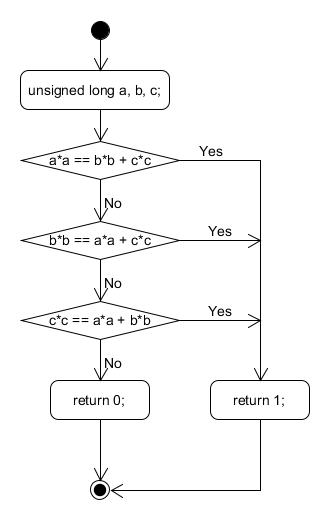 unsigned long a, b, c;
a*a == b*b + c*c
Yes
No
b*b == a*a + c*c
Yes
No
c*c == a*a + b*b
Yes
No
return 0;
return 1;